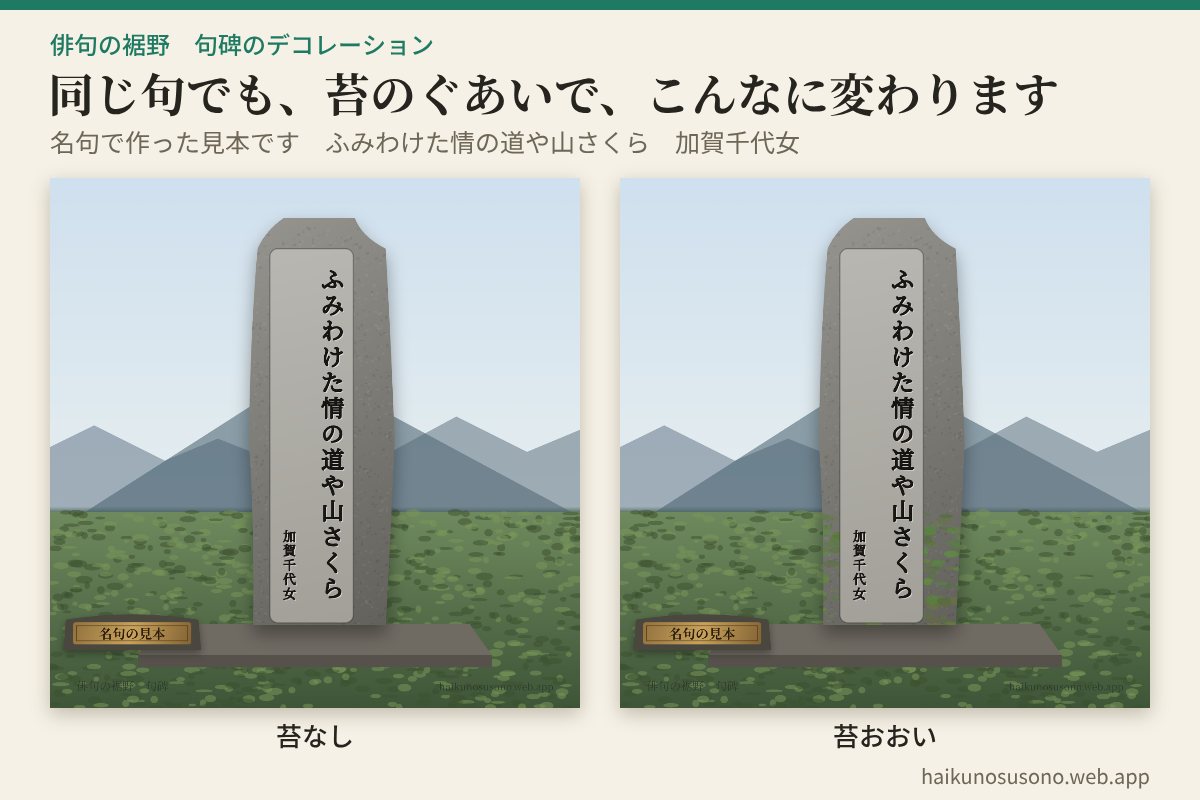 俳句の裾野　句碑のデコレーション
同じ句でも、苔のぐあいで、こんなに変わります
名句で作った見本です　ふみわけた情の道や山さくら　加賀千代女
ふみわけた情の道や山さくら
加賀千代女
名句の見本
俳句の裾野　句碑
haikunosusono.web.app
苔なし
ふみわけた情の道や山さくら
加賀千代女
名句の見本
俳句の裾野　句碑
haikunosusono.web.app
苔おおい
haikunosusono.web.app